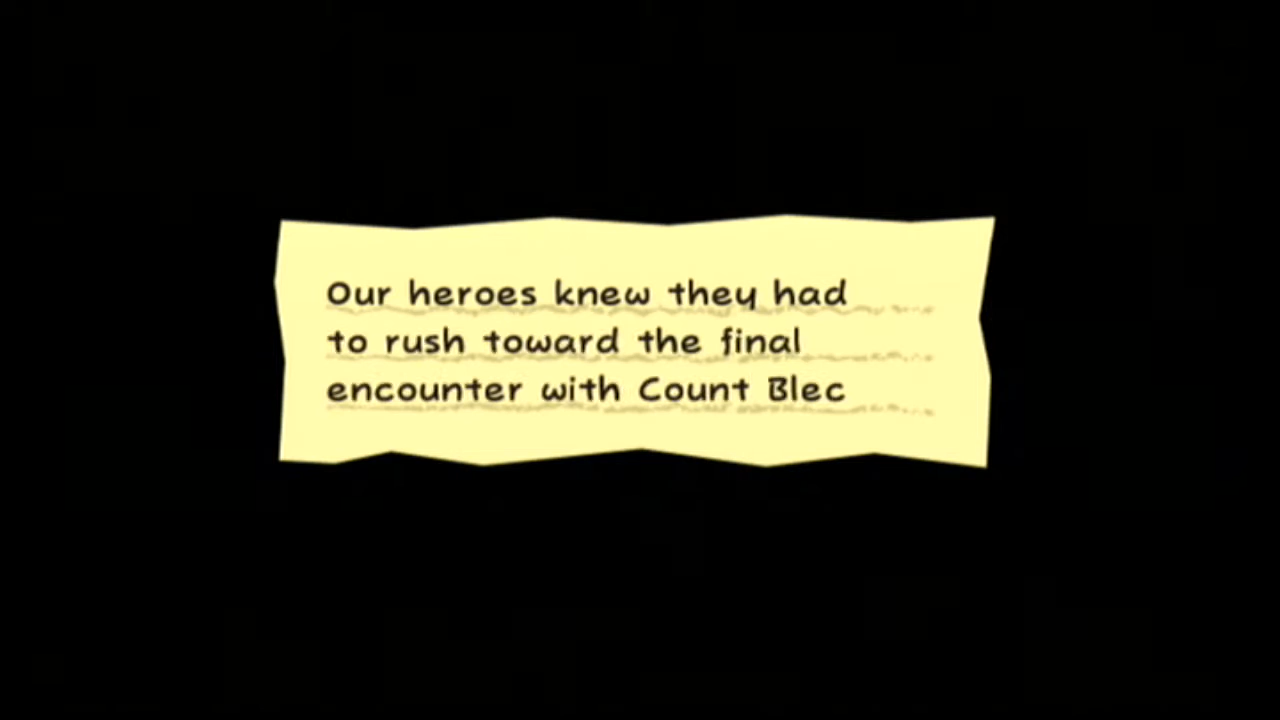 Our heroes knew they had
to rush toward the final
encounter with Count Blec